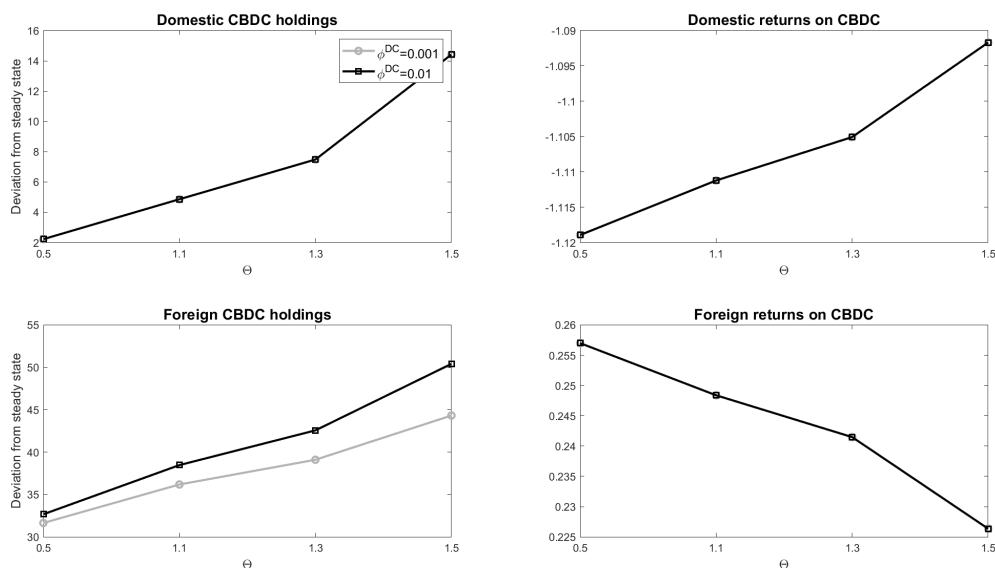 Domestic CBDC holdings
Deviation from steady state
16
14
12
10
8
6
4
2
0.5 1.1 1.3 1.5
Θ
ϕDC=0.001
ϕDC=0.01
Domestic returns on CBDC
-1.09
-1.095
-1.1
-1.105
-1.11
-1.115
-1.12
0.5 1.1 1.3 1.5
Θ
Foreign CBDC holdings
Deviation from steady state
55
50
45
40
35
30
0.5 1.1 1.3 1.5
Θ
Foreign returns on CBDC
0.26
0.255
0.25
0.245
0.24
0.235
0.23
0.225
0.5 1.1 1.3 1.5
Θ